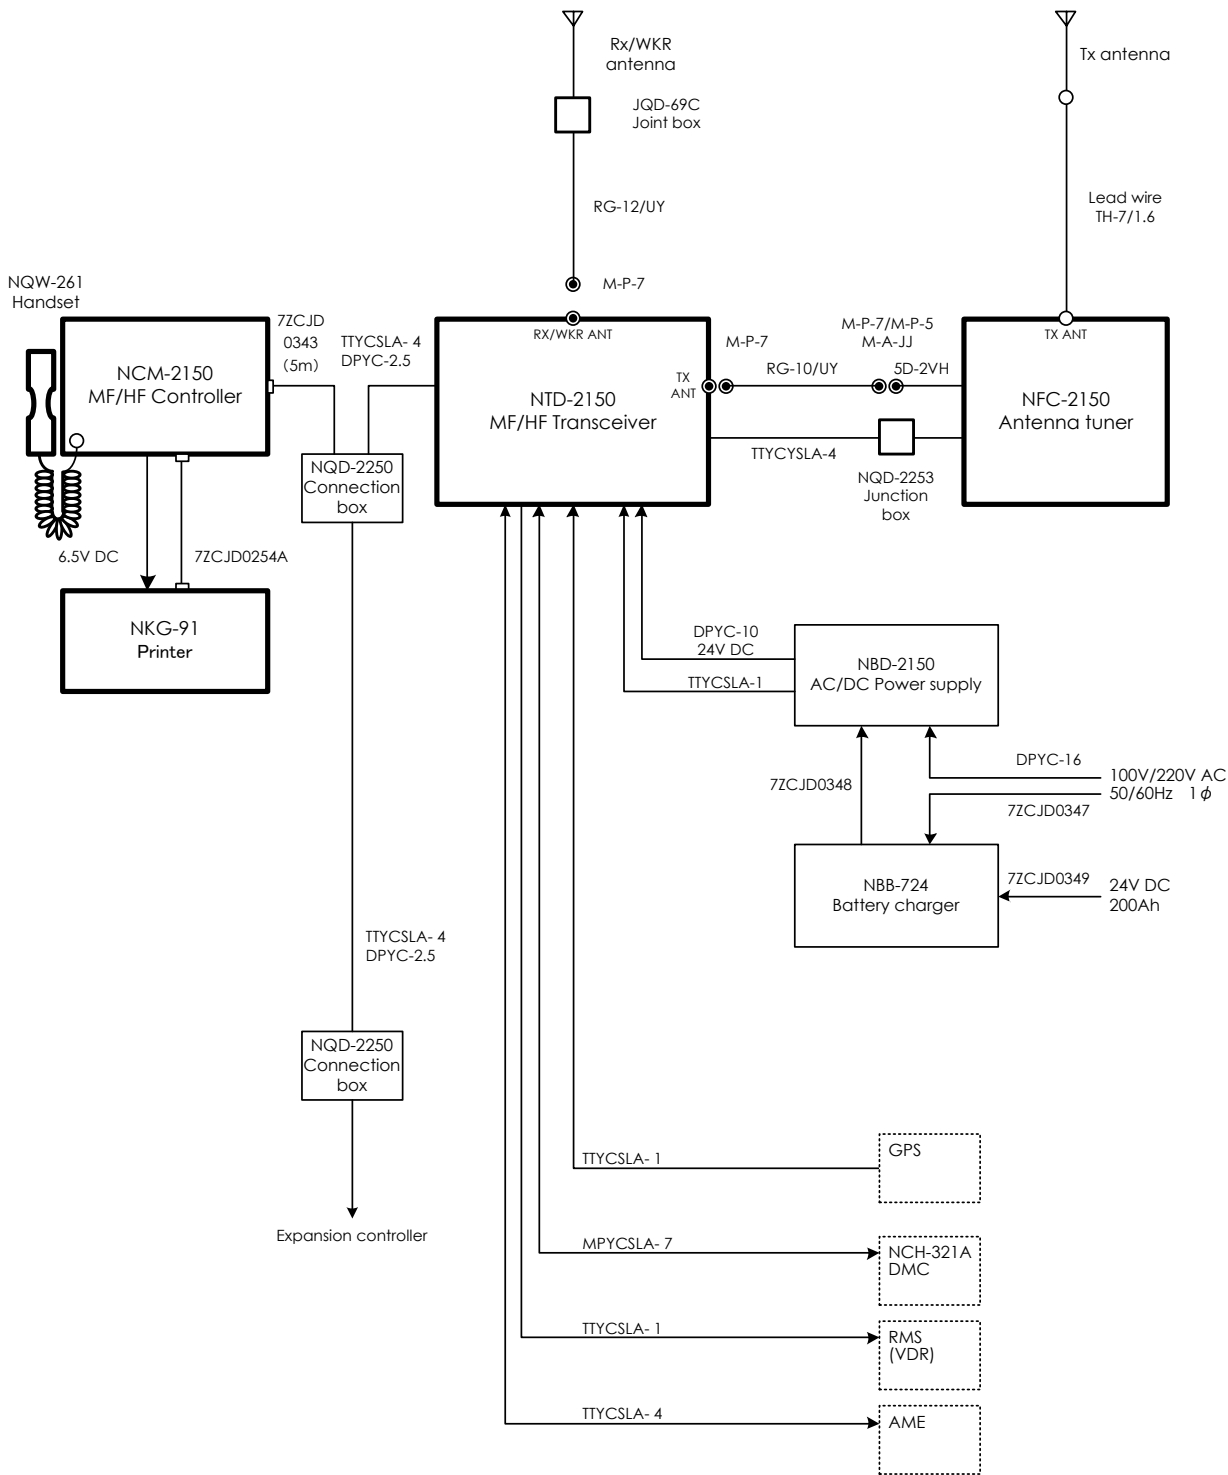 Rx/WKR
antenna
Tx antenna
JQD-69C
Joint box
RG-12/UY
Lead wire
TH-7/1.6
NQW-261
Handset
M-P-7
7ZCJD
0343
(5m)
TTYCSLA- 4
DPYC-2.5
NCM-2150
MF/HF Controller
RX/WKR ANT
NTD-2150
MF/HF Transceiver
TX
ANT
M-P-7
RG-10/UY
M-P-7/M-P-5
M-A-JJ
5D-2VH
TX ANT
NFC-2150
Antenna tuner
TTYCYSLA-4
NQD-2253
Junction
box
NQD-2250
Connection
box
6.5V DC
7ZCJD0254A
NKG-91
Printer
DPYC-10
24V DC
TTYCSLA-1
NBD-2150
AC/DC Power supply
7ZCJD0348
DPYC-16
100V/220V AC
50/60Hz 1ϕ
7ZCJD0347
NBB-724
Battery charger
7ZCJD0349
24V DC
200Ah
TTYCSLA- 4
DPYC-2.5
NQD-2250
Connection
box
Expansion controller
TTYCSLA- 1
GPS
MPYCSLA- 7
NCH-321A
DMC
TTYCSLA- 1
RMS
(VDR)
TTYCSLA- 4
AME